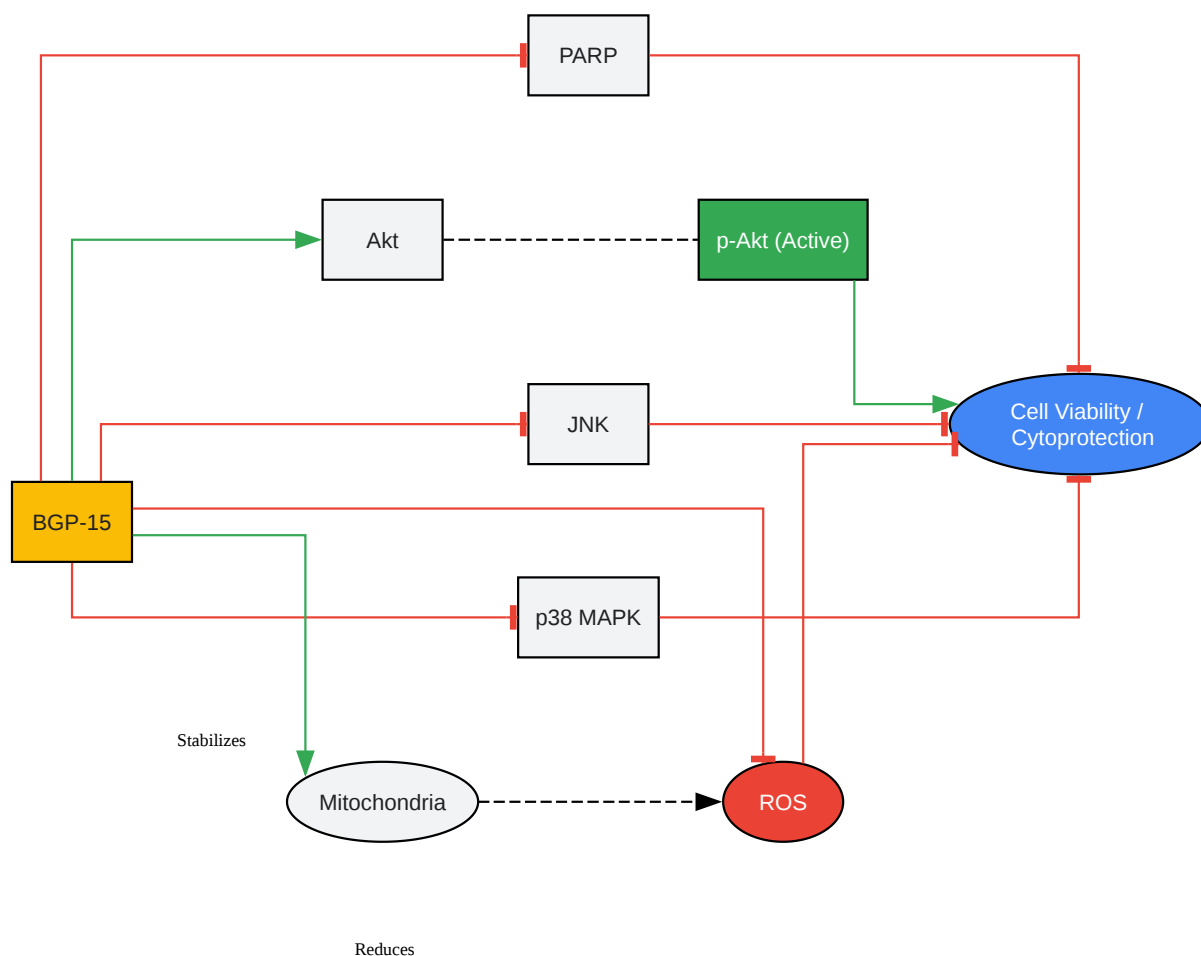 PARP
Akt
p-Akt (Active)
JNK
Cell Viability /
Cytoprotection
BGP-15
p38 MAPK
Stabilizes
Mitochondria
ROS
Reduces